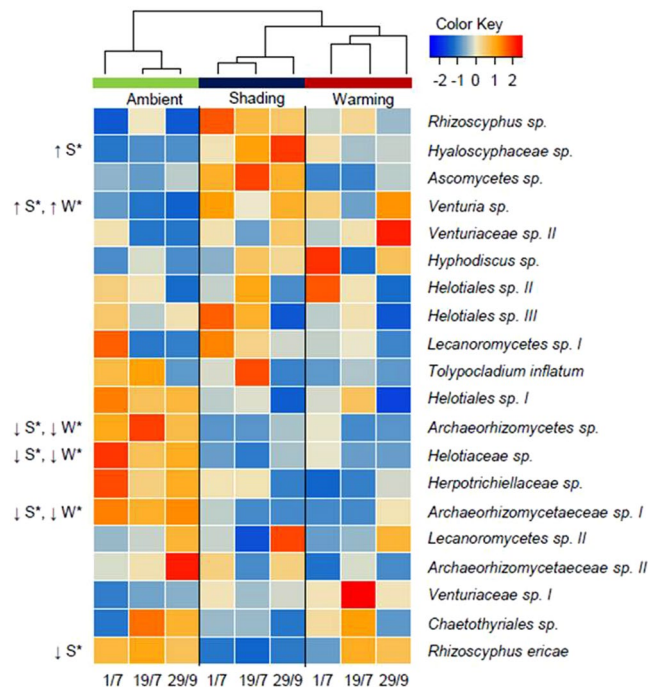 Color Key
-2 -1 0 1 2
Ambient Shading Warming
Rhizoscyphus sp.
↑ S* Hyaloscyphaceae sp.
Ascomycetes sp.
↑ S*, ↑ W* Venturia sp.
Venturiaceae sp. II
Hyphodiscus sp.
Helotiales sp. II
Helotiales sp. III
Lecanoromycetes sp. I
Tolypocladium inflatum
Helotiales sp. I
↓ S*, ↓ W* Archaeorhizomycetes sp.
↓ S*, ↓ W* Helotiaceae sp.
Herpotrichiellaceae sp.
↓ S*, ↓ W* Archaeorhizomycetaeceae sp. I
Lecanoromycetes sp. II
Archaeorhizomycetaeceae sp. II
Venturiaceae sp. I
Chaetothyriales sp.
↓ S* Rhizoscyphus ericae
1/7 19/7 29/9 1/7 19/7 29/9 1/7 19/7 29/9